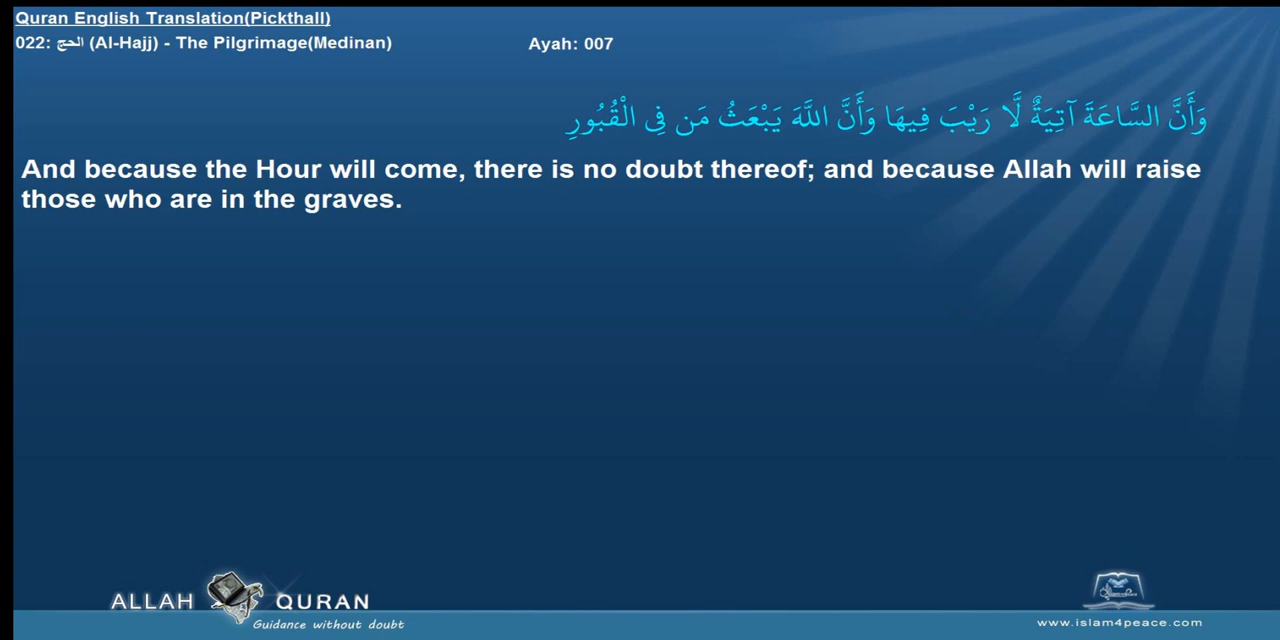 Quran English Translation(Pickthall)
022: الحج (Al-Hajj) - The Pilgrimage(Medinan) Ayah: 007
وَأَنَّ السَّاعَةَ آتِيَةٌ لَّا رَيْبَ فِيهَا وَأَنَّ اللَّهَ يَبْعَثُ مَن فِي الْقُبُورِ
And because the Hour will come, there is no doubt thereof; and because Allah will raise
those who are in the graves.
ALLAH QURAN
Guidance without doubt
www.islam4peace.com